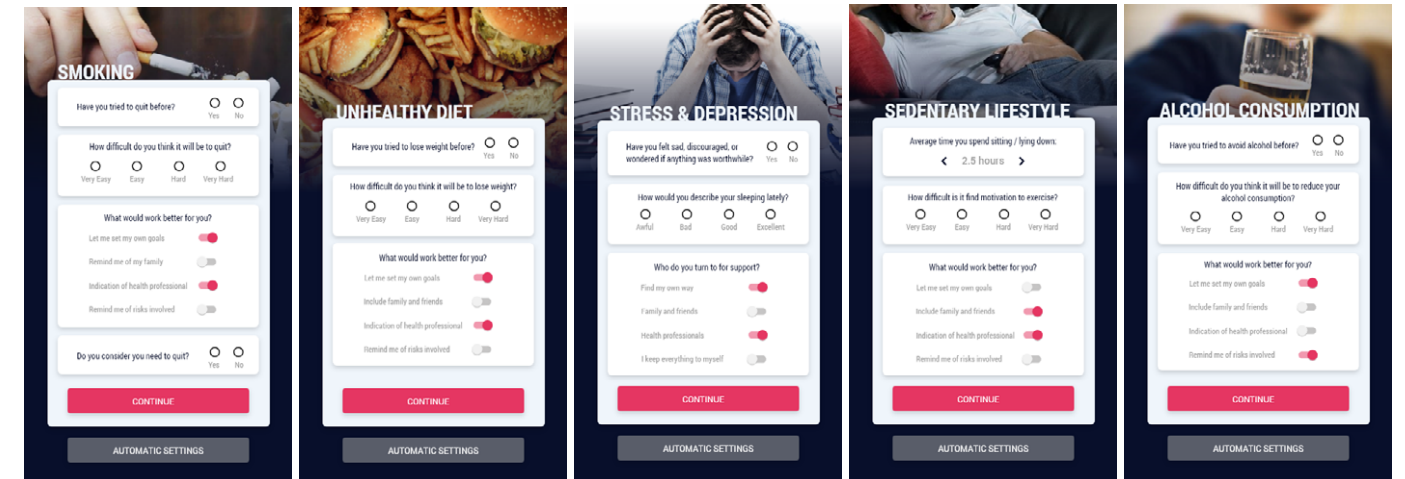 SMOKING
Have you tried to quit before?
Yes No
How difficult do you think it will be to quit?
Very Easy Easy Hard Very Hard
What would work better for you?
Let me set my own goals
Remind me of my family
Indication of health professional
Remind me of risks involved
Do you consider you need to quit?
Yes No
CONTINUE
AUTOMATIC SETTINGS
UNHEALTHY DIET
Have you tried to lose weight before?
Yes No
How difficult do you think it will be to lose weight?
Very Easy Easy Hard Very Hard
What would work better for you?
Let me set my own goals
Include family and friends
Indication of health professional
Remind me of risks involved
CONTINUE
AUTOMATIC SETTINGS
STRESS & DEPRESSION
Have you felt sad, discouraged, or
wondered if anything was worthwhile?
Yes No
How would you describe your sleeping lately?
Awful Bad Good Excellent
Who do you turn to for support?
Find my own way
Family and friends
Health professionals
I keep everything to myself
CONTINUE
AUTOMATIC SETTINGS
SEDENTARY LIFESTYLE
Average time you spend sitting / lying down:
2.5 hours
How difficult is it find motivation to exercise?
Very Easy Easy Hard Very Hard
What would work better for you?
Let me set my own goals
Include family and friends
Indication of health professional
Remind me of risks involved
CONTINUE
AUTOMATIC SETTINGS
ALCOHOL CONSUMPTION
Have you tried to avoid alcohol before?
Yes No
How difficult do you think it will be to reduce your
alcohol consumption?
Very Easy Easy Hard Very Hard
What would work better for you?
Let me set my own goals
Include family and friends
Indication of health professional
Remind me of risks involved
CONTINUE
AUTOMATIC SETTINGS